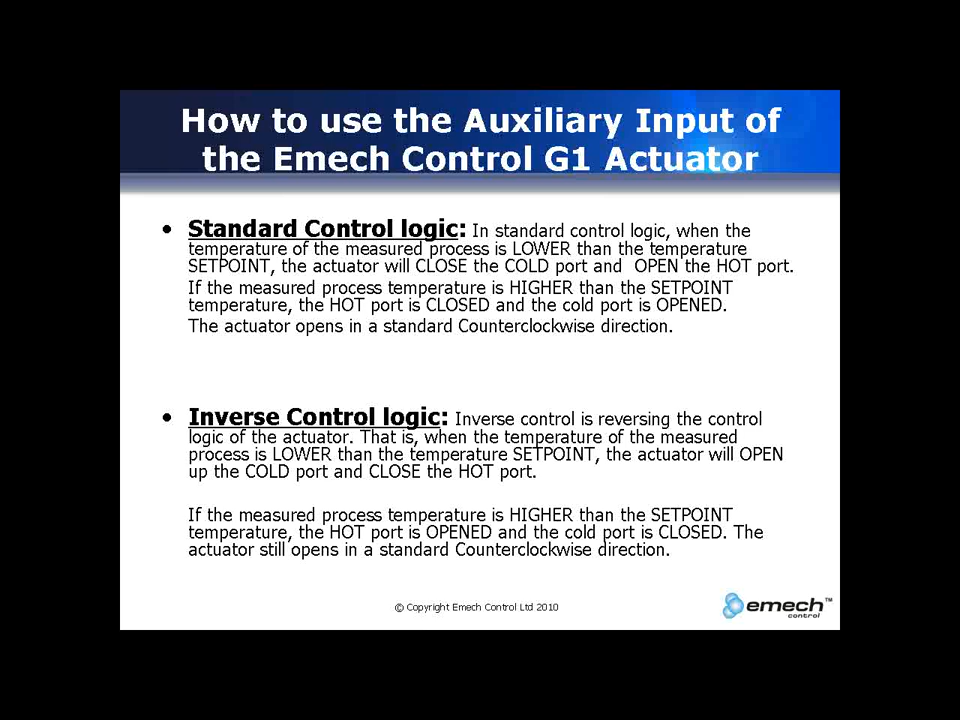 How to use the Auxiliary Input of
the Emech Control G1 Actuator
• Standard Control logic: In standard control logic, when the
temperature of the measured process is LOWER than the temperature
SETPOINT, the actuator will CLOSE the COLD port and  OPEN the HOT port.
If the measured process temperature is HIGHER than the SETPOINT
temperature, the HOT port is CLOSED and the cold port is OPENED.
The actuator opens in a standard Counterclockwise direction.
• Inverse Control logic: Inverse control is reversing the control
logic of the actuator. That is, when the temperature of the measured
process is LOWER than the temperature SETPOINT, the actuator will OPEN
up the COLD port and CLOSE the HOT port.
If the measured process temperature is HIGHER than the SETPOINT
temperature, the HOT port is OPENED and the cold port is CLOSED. The
actuator still opens in a standard Counterclockwise direction.
© Copyright Emech Control Ltd 2010
emech™
control